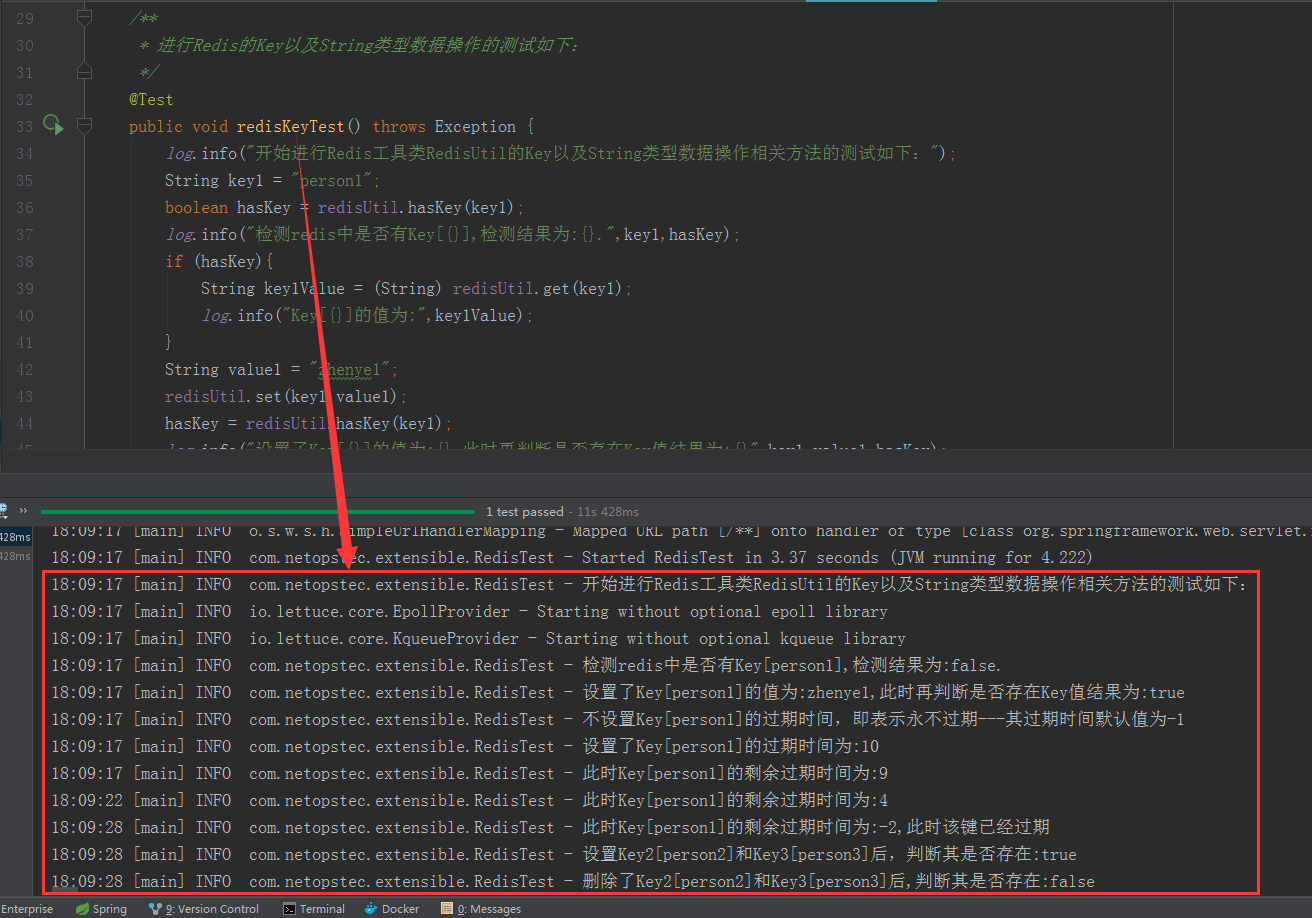 29 /**
30 * 进行Redis的Key以及String类型数据操作的测试如下:
31 */
32 @Test
33 public void redisKeyTest() throws Exception {
34 log.info("开始进行Redis工具类RedisUtil的Key以及String类型数据操作相关方法的测试如下：");
35 String key1 = "person1";
36 boolean hasKey = redisUtil.hasKey(key1);
37 log.info("检测redis中是否有Key[{}],检测结果为:{}.",key1,hasKey);
38 if (hasKey){
39 String key1Value = (String) redisUtil.get(key1);
40 log.info("Key[{}]的值为:",key1Value);
41 }
42 String value1 = "zhenye1";
43 redisUtil.set(key1,value1);
44 hasKey = redisUtil.hasKey(key1);
45 log.info("设置了Key[{}]的值为:{},此时再判断是否存在Key值结果为:{}",key1,value1,hasKey);
›› 1 test passed - 11s 428ms
428ms
428ms
18:09:17 [main] INFO o.s.w.s.h.SimpleUrlHandlerMapping - Mapped URL path [/**] onto handler of type [class org.springframework.web.servlet.
18:09:17 [main] INFO com.netopstec.extensible.RedisTest - Started RedisTest in 3.37 seconds (JVM running for 4.222)
18:09:17 [main] INFO com.netopstec.extensible.RedisTest - 开始进行Redis工具类RedisUtil的Key以及String类型数据操作相关方法的测试如下：
18:09:17 [main] INFO io.lettuce.core.EpollProvider - Starting without optional epoll library
18:09:17 [main] INFO io.lettuce.core.KqueueProvider - Starting without optional kqueue library
18:09:17 [main] INFO com.netopstec.extensible.RedisTest - 检测redis中是否有Key[person1],检测结果为:false.
18:09:17 [main] INFO com.netopstec.extensible.RedisTest - 设置了Key[person1]的值为:zhenye1,此时再判断是否存在Key值结果为:true
18:09:17 [main] INFO com.netopstec.extensible.RedisTest - 不设置Key[person1]的过期时间，即表示永不过期---其过期时间默认值为-1
18:09:17 [main] INFO com.netopstec.extensible.RedisTest - 设置了Key[person1]的过期时间为:10
18:09:17 [main] INFO com.netopstec.extensible.RedisTest - 此时Key[person1]的剩余过期时间为:9
18:09:22 [main] INFO com.netopstec.extensible.RedisTest - 此时Key[person1]的剩余过期时间为:4
18:09:28 [main] INFO com.netopstec.extensible.RedisTest - 此时Key[person1]的剩余过期时间为:-2,此时该键已经过期
18:09:28 [main] INFO com.netopstec.extensible.RedisTest - 设置Key2[person2]和Key3[person3]后，判断其是否存在:true
18:09:28 [main] INFO com.netopstec.extensible.RedisTest - 删除了Key2[person2]和Key3[person3]后,判断其是否存在:false
Enterprise Spring 9: Version Control Terminal Docker 0: Messages